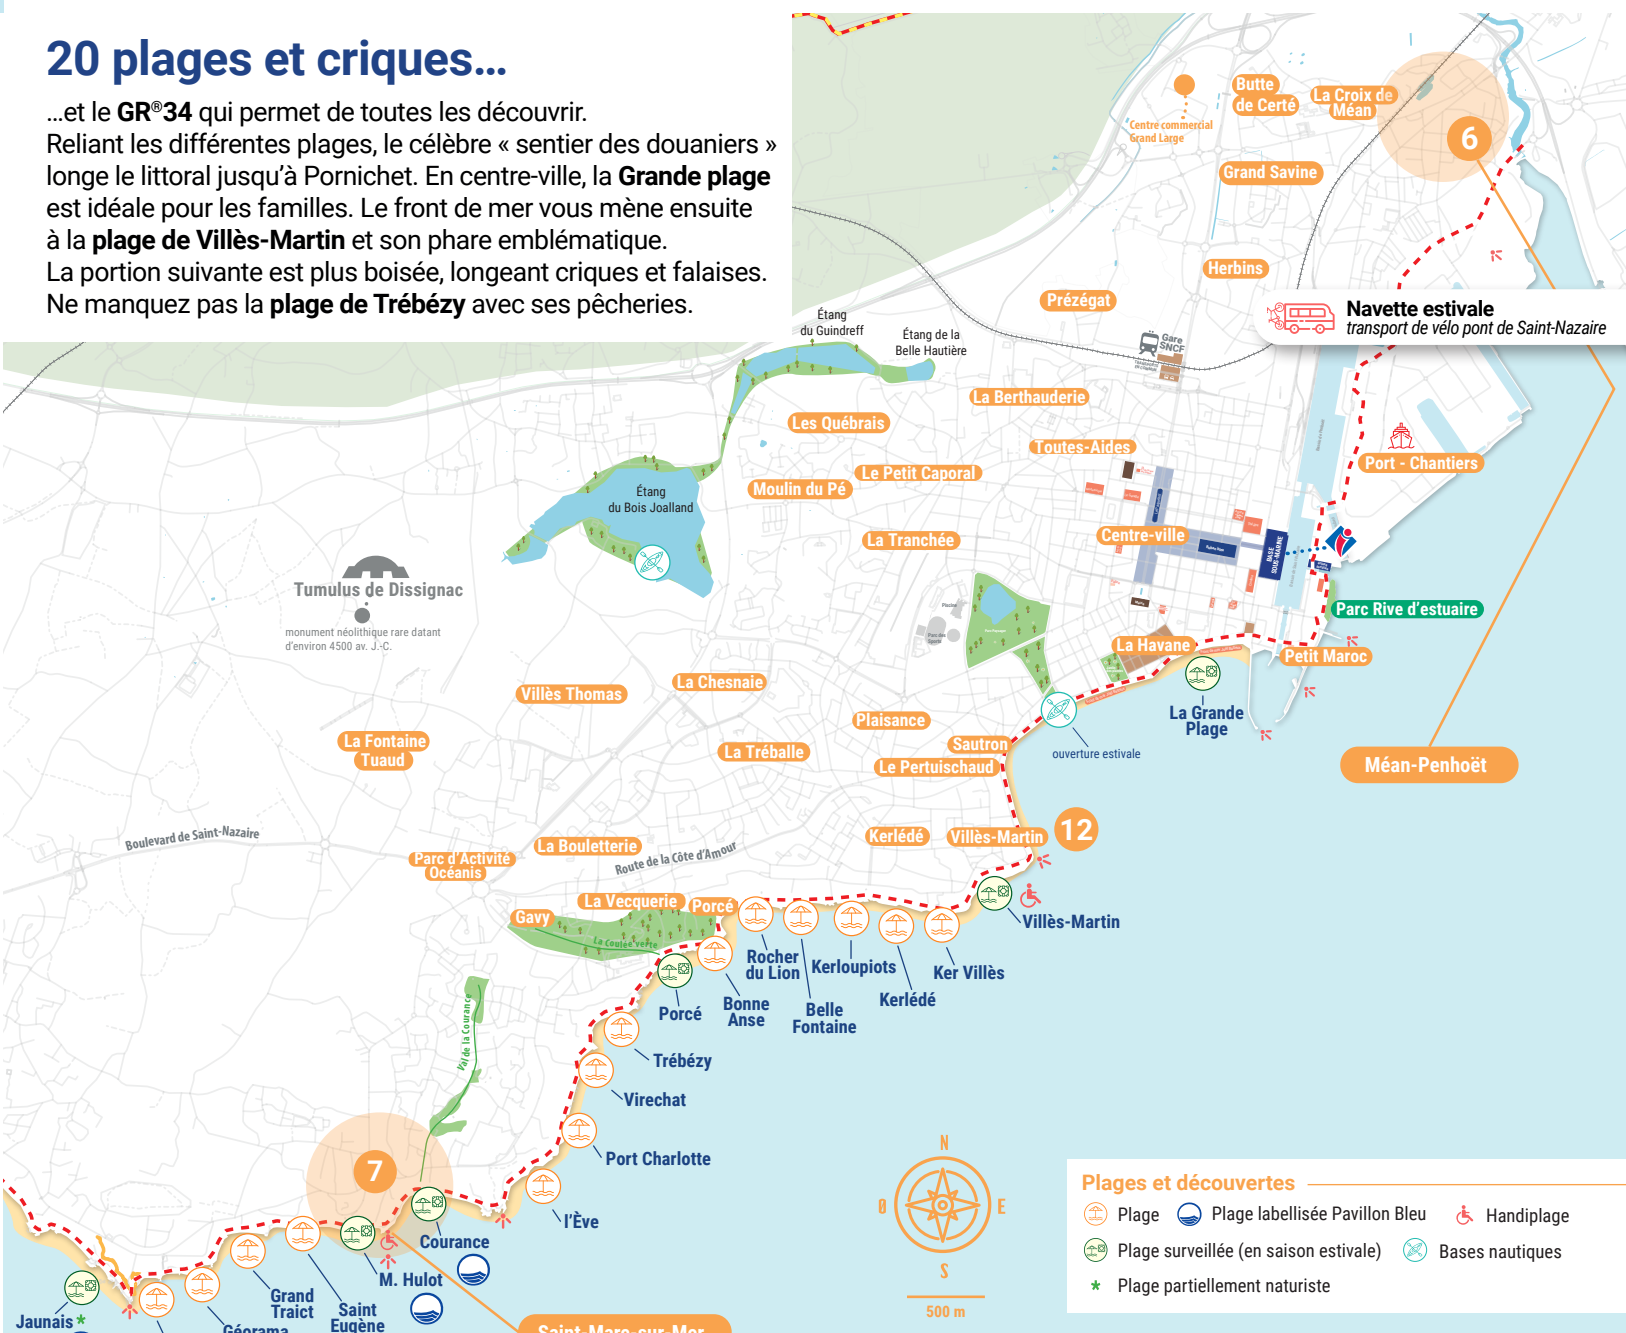 20 plages et criques...
...et le GR®34 qui permet de toutes les découvrir.
Reliant les différentes plages, le célèbre « sentier des douaniers »
longe le littoral jusqu'à Pornichet. En centre-ville, la Grande plage
est idéale pour les familles. Le front de mer vous mène ensuite
à la plage de Villès-Martin et son phare emblématique.
La portion suivante est plus boisée, longeant criques et falaises.
Ne manquez pas la plage de Trébézy avec ses pêcheries.
Butte
de Certé
La Croix de
Méan
Centre commercial
Grand Large
6
Grand Savine
Herbins
Prézégat
Navette estivale
transport de vélo pont de Saint-Nazaire
Étang
du Guindreff
Étang de la
Belle Hautière
Gare
SNCF
La Berthauderie
Les Québrais
Toutes-Aides
Le Petit Caporal
Port - Chantiers
Moulin du Pé
Étang
du Bois Joalland
La Tranchée
Centre-ville
BASE
SOUS-MARINE
Tumulus de Dissignac
monument néolithique rare datant
d'environ 4500 av. J.-C.
Parc Rive d'estuaire
Piscine
Parc des
Sports
La Havane
Petit Maroc
La Grande
Plage
La Chesnaie
Villès Thomas
Plaisance
Sautron
ouverture estivale
La Fontaine
Tuaud
La Tréballe
Le Pertuischaud
Méan-Penhoët
Boulevard de Saint-Nazaire
Kerlédé
Villès-Martin
12
La Bouletterie
Parc d'Activité
Océanis
Route de la Côte d'Amour
La Vecquerie
Porcé
Gavy
La Coulée verte
Villès-Martin
Rocher
du Lion
Kerloupiots
Ker Villès
Kerlédé
Belle
Fontaine
Bonne
Anse
Porcé
Val de la Courance
Trébézy
Virechat
Port Charlotte
l'Ève
7
Courance
M. Hulot
Saint
Eugène
Grand
Traict
Géorama
Jaunais *
Saint-Marc-sur-Mer
N
Ø
E
S
500 m
Plages et découvertes
Plage
Plage labellisée Pavillon Bleu
Handiplage
Plage surveillée (en saison estivale)
Bases nautiques
* Plage partiellement naturiste